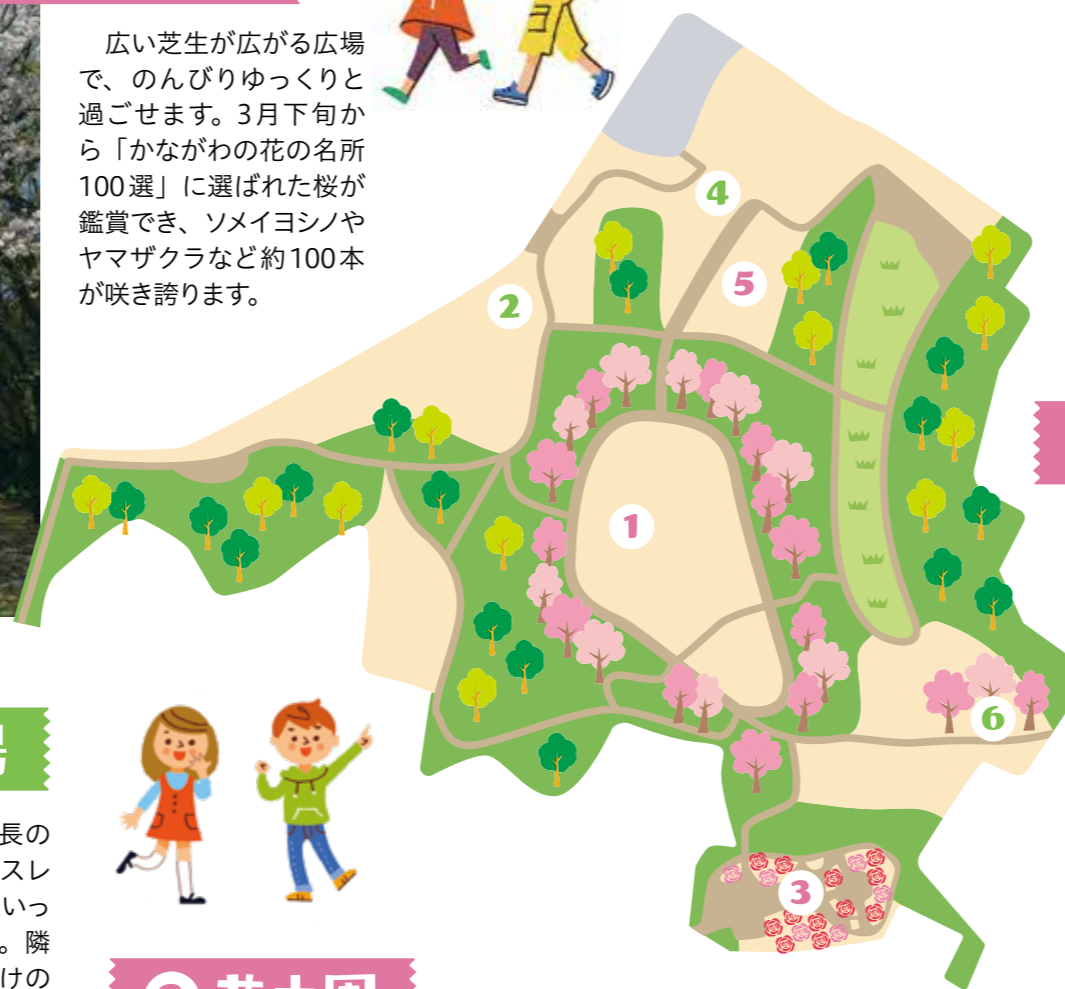 広い芝生が広がる広場
で、のんびりゆっくりと
過ごせます。3月下旬か
ら「かながわの花の名所
100選」に選ばれた桜が
鑑賞でき、ソメイヨシノや
ヤマザクラなど約100本
が咲き誇ります。
4
5
2
1
6
3
長の
スレ
いっ
。隣
けの